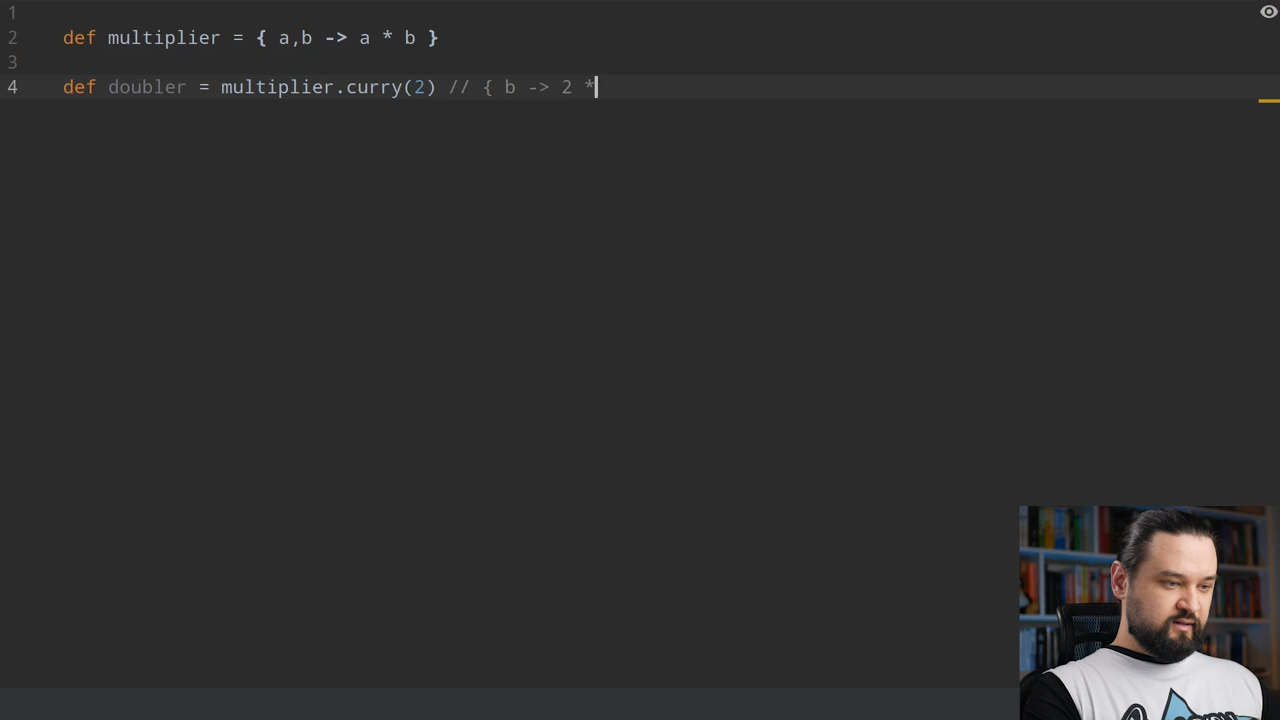 1
2 def multiplier = { a,b -> a * b }
3
4 def doubler = multiplier.curry(2) // { b -> 2 *